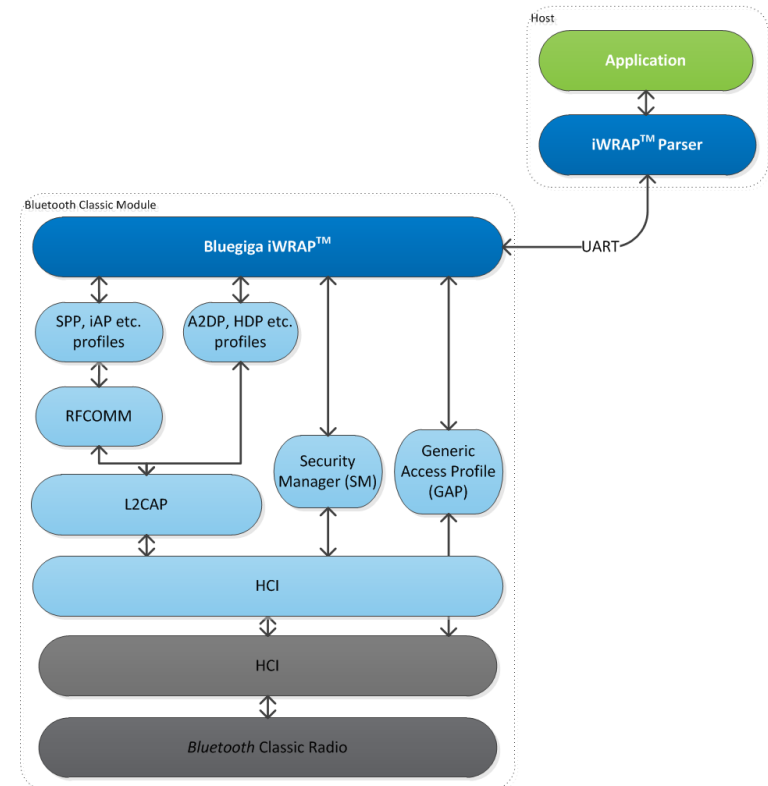 Host
Application
iWRAP™ Parser
Bluetooth Classic Module
Bluegiga iWRAP™
UART
SPP, iAP etc.
profiles
A2DP, HDP etc.
profiles
RFCOMM
Security
Manager (SM)
Generic
Access Profile
(GAP)
L2CAP
HCI
HCI
Bluetooth Classic Radio